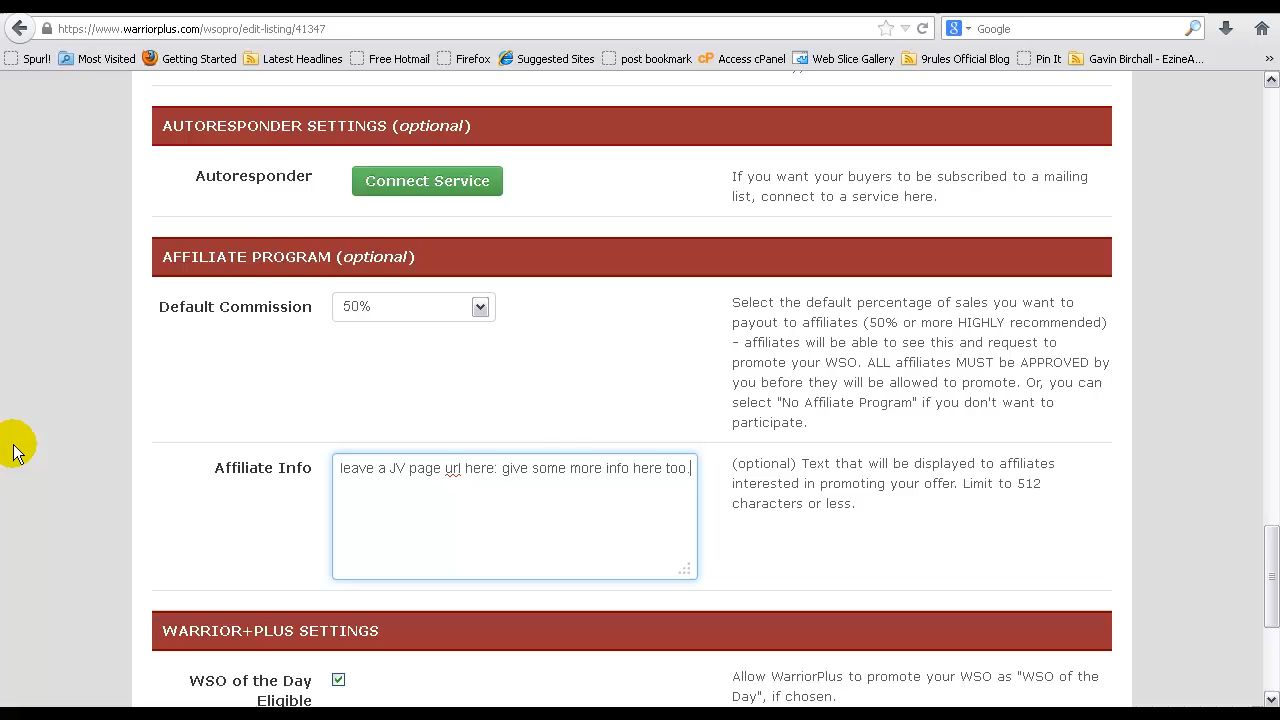 https://www.warriorplus.com/wsopro/edit-listing/41347
Google
Spurl!
Most Visited
Getting Started
Latest Headlines
Free Hotmail
Firefox
Suggested Sites
post bookmark
cP Access cPanel
Web Slice Gallery
9rules Official Blog
Pin It
Gavin Birchall - EzineA...
»
AUTORESPONDER SETTINGS (optional)
Autoresponder
Connect Service
If you want your buyers to be subscribed to a mailing
list, connect to a service here.
AFFILIATE PROGRAM (optional)
Default Commission
50%
Select the default percentage of sales you want to
payout to affiliates (50% or more HIGHLY recommended)
- affiliates will be able to see this and request to
promote your WSO. ALL affiliates MUST be APPROVED by
you before they will be allowed to promote. Or, you can
select "No Affiliate Program" if you don't want to
participate.
Affiliate Info
leave a JV page url here: give some more info here too.
(optional) Text that will be displayed to affiliates
interested in promoting your offer. Limit to 512
characters or less.
WARRIOR+PLUS SETTINGS
WSO of the Day
Eligible
Allow WarriorPlus to promote your WSO as "WSO of the
Day", if chosen.